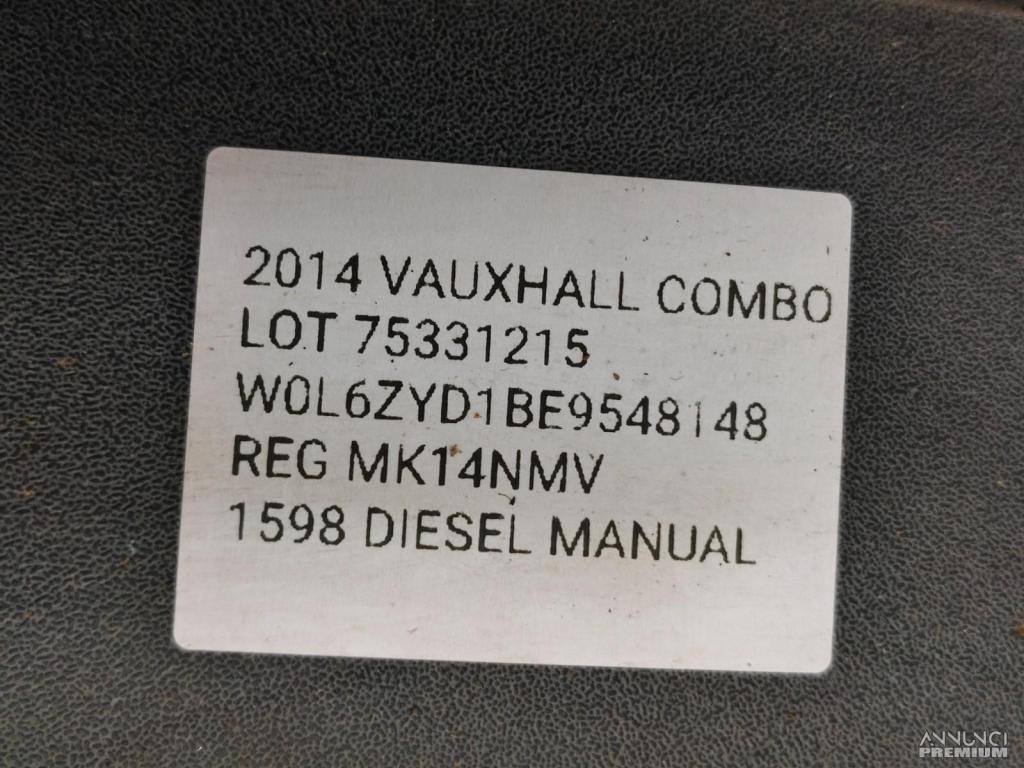 2014 VAUXHALL COMBO
LOT 75331215
W0L6ZYD1BE9548148
REG MK14NMV
1598 DIESEL MANUAL
ANNUNCI
PREMIUM